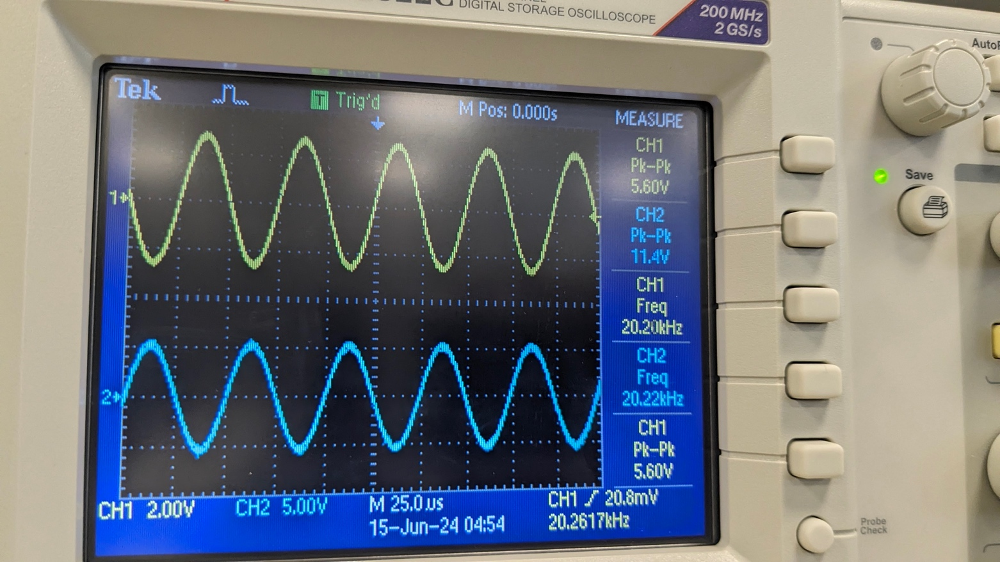 DIGITAL STORAGE OSCILLOSCOPE
200 MHz
2 GS/s
Tek
T Trig'd
M Pos: 0.000s
MEASURE
CH1
Pk-Pk
5.60V
CH2
Pk-Pk
11.4V
CH1
Freq
20.20kHz
CH2
Freq
20.22kHz
CH1
Pk-Pk
5.60V
1
2
CH1 2.00V
CH2 5.00V
M 25.0us
CH1 20.8mV
15-Jun-24 04:54
20.2617kHz
Save
Probe
Check